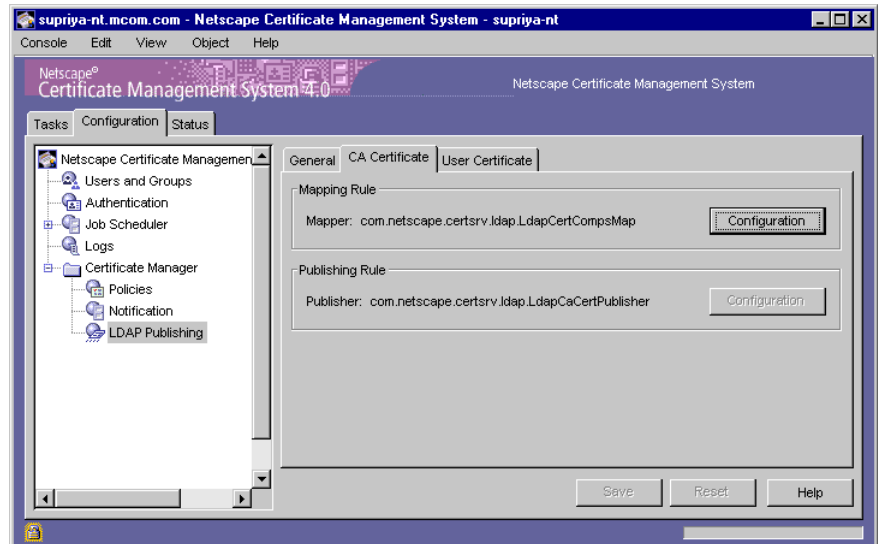 supriya-nt.mcom.com - Netscape Certificate Management System - supriya-nt
Console Edit View Object Help
Netscape®
Certificate Management System 4.0
Netscape Certificate Management System
Tasks Configuration Status
Netscape Certificate Managemen
Users and Groups
Authentication
Job Scheduler
Logs
Certificate Manager
Policies
Notification
LDAP Publishing
General CA Certificate User Certificate
Mapping Rule
Mapper: com.netscape.certsrv.ldap.LdapCertCompsMap Configuration
Publishing Rule
Publisher: com.netscape.certsrv.ldap.LdapCaCertPublisher Configuration
Save Reset Help